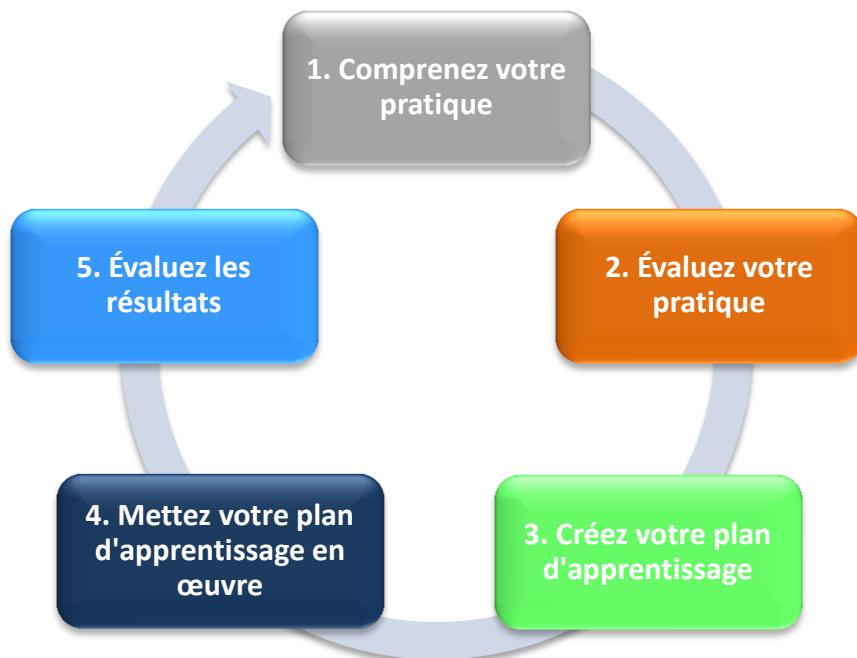 1. Comprenez votre
pratique
2. Évaluez votre
pratique
3. Créez votre plan
d'apprentissage
4. Mettez votre plan
d'apprentissage en
œuvre
5. Évaluez les
résultats